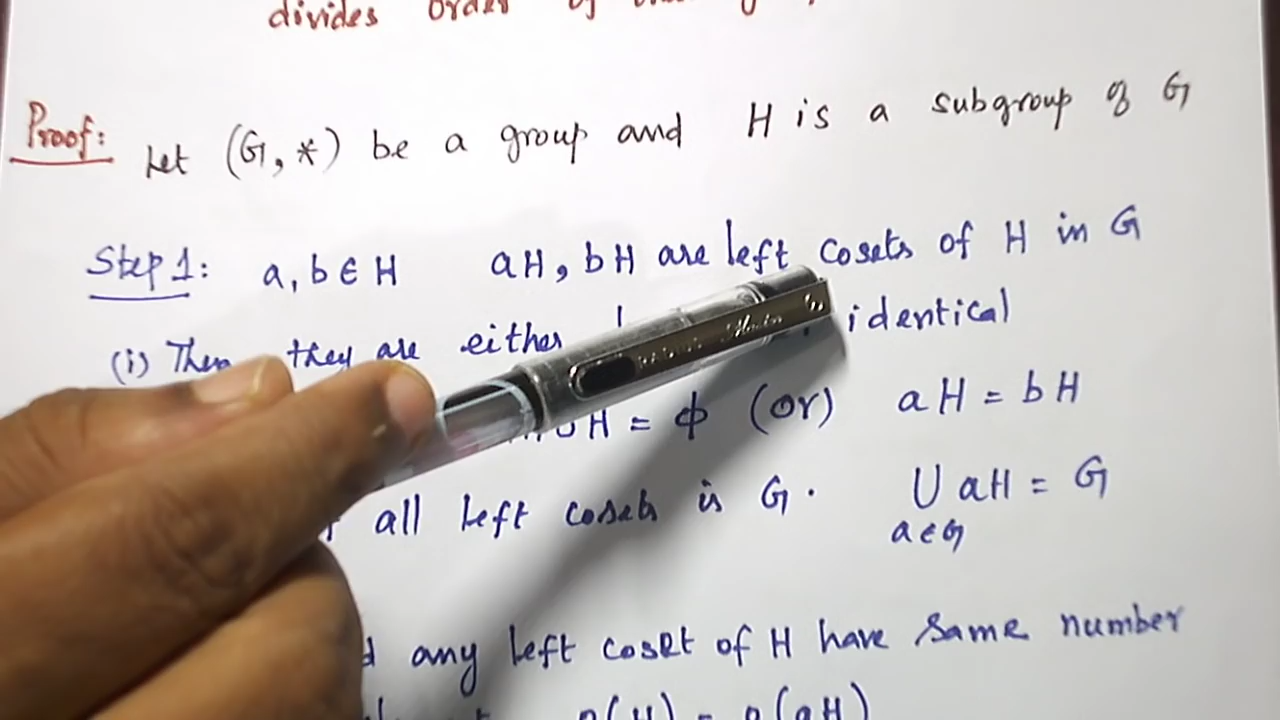 divides order of
Proof: Let (G, *) be a group and H is a subgroup of G
Step 1: a, b ∈ H aH, bH are left cosets of H in G
(i) Then they are either identical
H = ϕ (or) aH = bH
all left cosets is G. ∪ aH = G
a∈G
any left coset of H have same number
n(H) = n(aH)